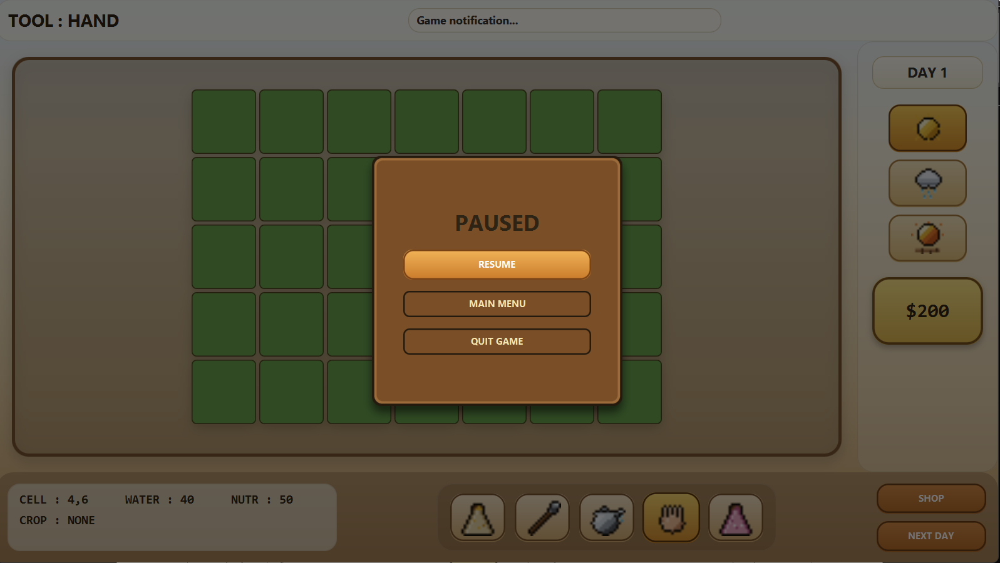 TOOL : HAND
Game notification...
DAY 1
$200
PAUSED
RESUME
MAIN MENU
QUIT GAME
CELL : 4,6 WATER : 40 NUTR : 50
CROP : NONE
SHOP
NEXT DAY